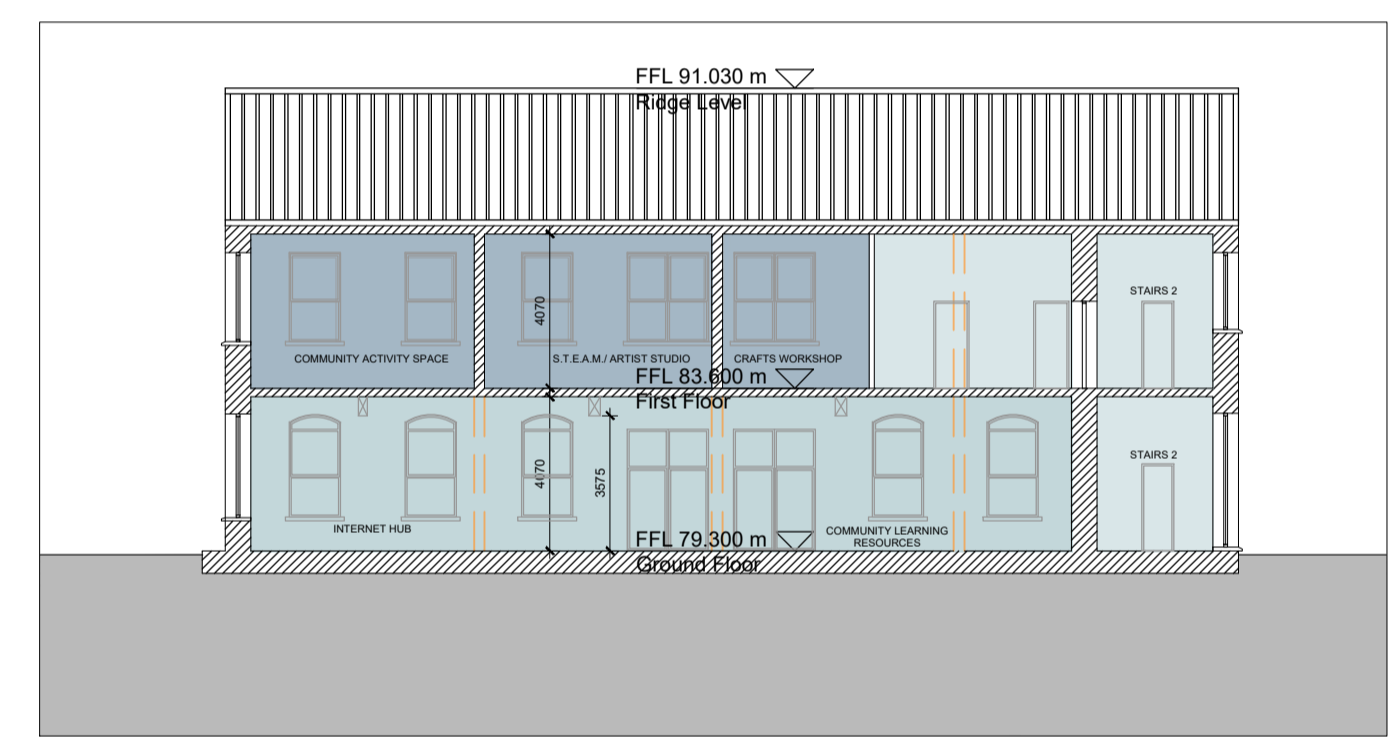 FFL 91.030 m
Ridge Level
STAIRS 2
4070
COMMUNITY ACTIVITY SPACE
S.T.E.A.M./ ARTIST STUDIO
CRAFTS WORKSHOP
FFL 83.600 m
First Floor
STAIRS 2
4070
3575
INTERNET HUB
COMMUNITY LEARNING
RESOURCES
FFL 79.300 m
Ground Floor